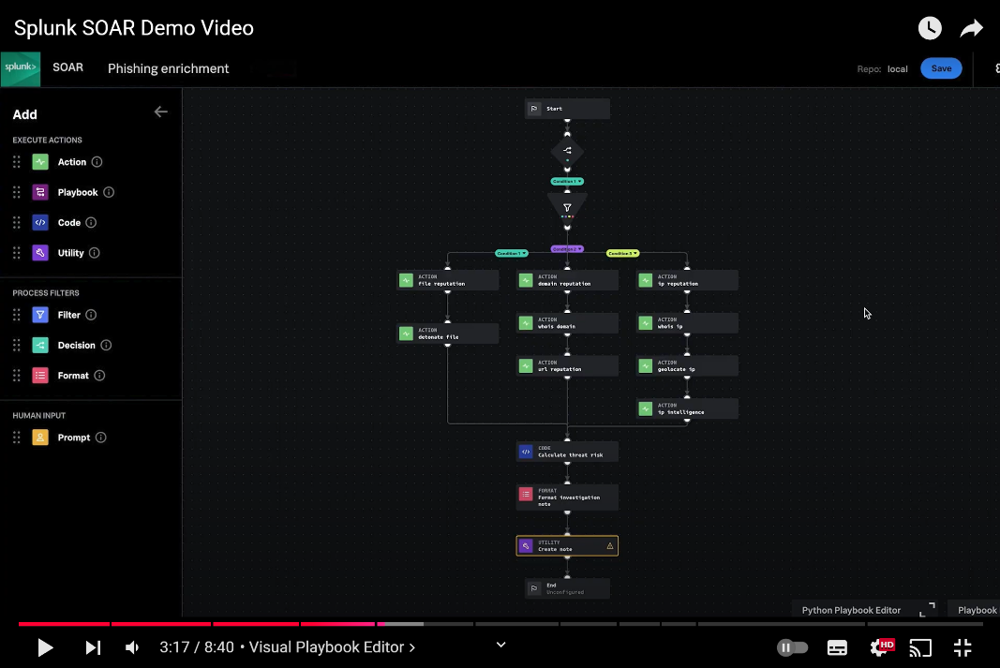 Splunk SOAR Demo Video
splunk> SOAR Phishing enrichment
Repo: local Save
Add
EXECUTE ACTIONS
Action
Playbook
Code
Utility
PROCESS FILTERS
Filter
Decision
Format
HUMAN INPUT
Prompt
Start
Condition 1
Condition 1 Condition 2 Condition 3
ACTION
file reputation
ACTION
domain reputation
ACTION
ip reputation
ACTION
detonate file
ACTION
whois domain
ACTION
whois ip
ACTION
url reputation
ACTION
geolocate ip
ACTION
ip intelligence
CODE
Calculate threat risk
FORMAT
Format investigation
note
UTILITY
Create note
End
Unconfigured
Python Playbook Editor Playbook
3:17 / 8:40 • Visual Playbook Editor >
HD